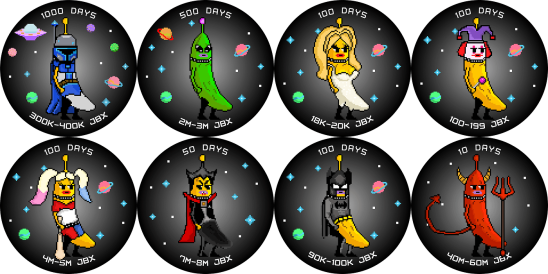 1000 DAYS
300K-400K JBX
500 DAYS
2M-3M JBX
100 DAYS
18K-20K JBX
100 DAYS
100-199 JBX
100 DAYS
4M-5M JBX
50 DAYS
7M-8M JBX
100 DAYS
90K-100K JBX
10 DAYS
40M-60M JBX